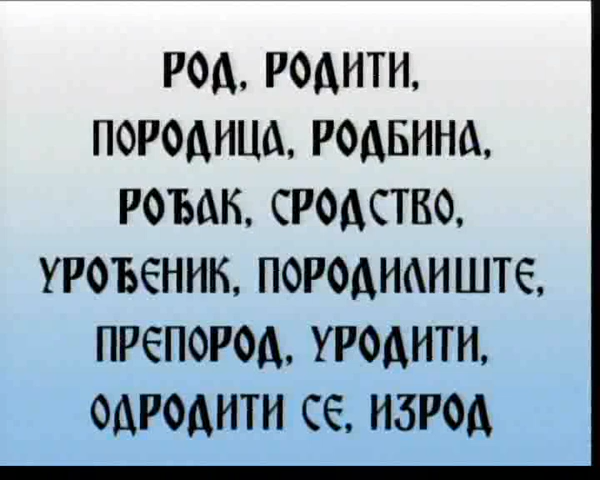 РОД, РОДИТИ,
ПОРОДИЦА, РОДБИНА,
РОЂАК, СРОДСТВО,
УРОЂЕНИК, ПОРОДИЛИШТЕ,
ПРЕПОРОД, УРОДИТИ,
ОДРОДИТИ СЕ, ИЗРОД